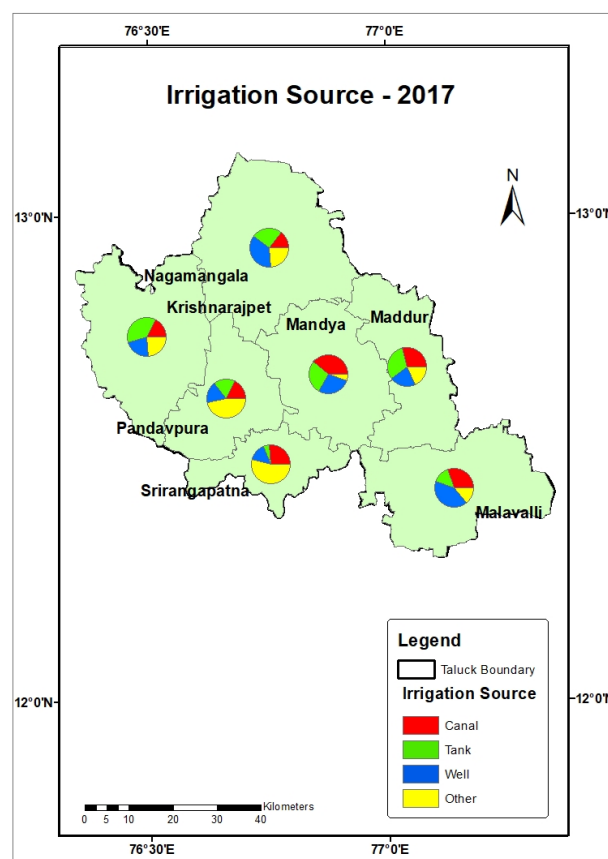 76°30'E 77°0'E
Irrigation Source - 2017
N
13°0'N 13°0'N
Nagamangala
Krishnarajpet
Mandya Maddur
Pandavpura
Srirangapatna
Malavalli
Legend
Taluck Boundary
Irrigation Source
Canal
Tank
Well
Other
12°0'N 12°0'N
Kilometers
0 5 10 20 30 40
76°30'E 77°0'E